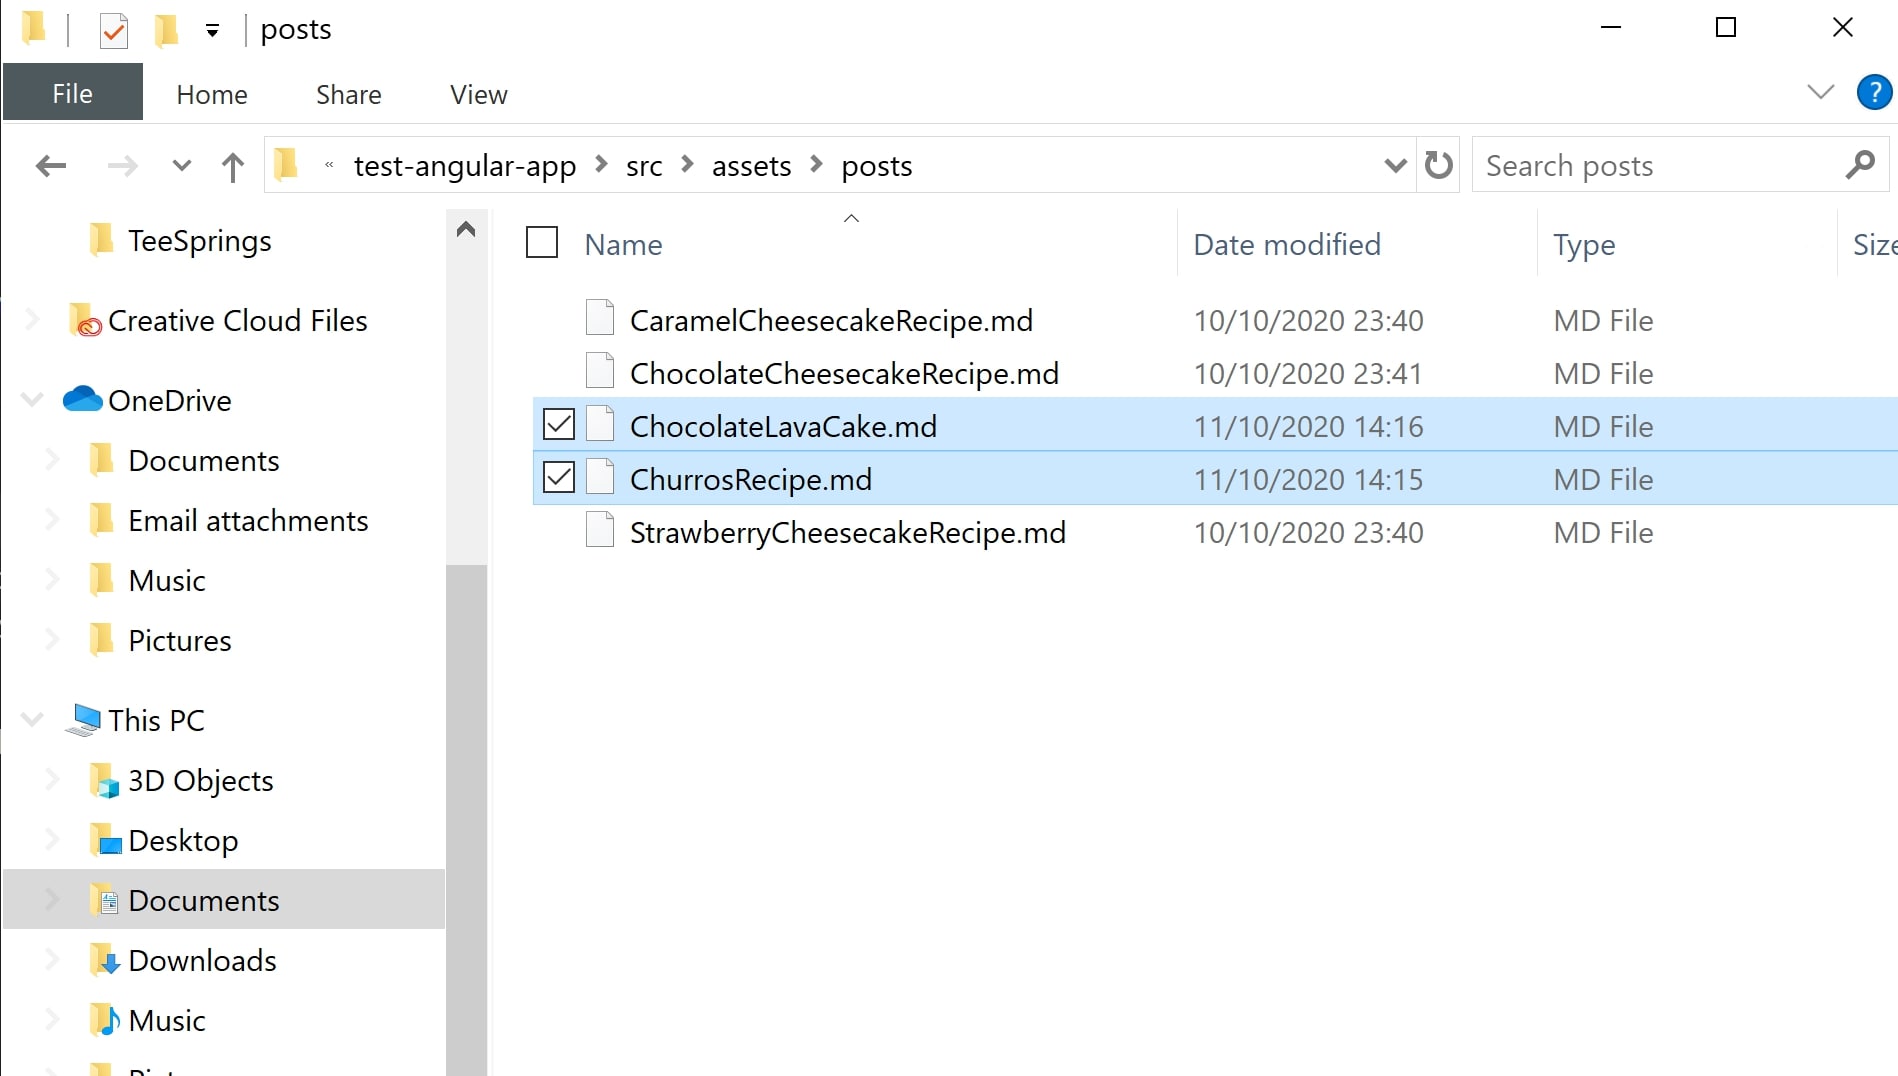 posts
File Home Share View
« test-angular-app > src > assets > posts
Search posts
TeeSprings
Creative Cloud Files
OneDrive
Documents
Email attachments
Music
Pictures
This PC
3D Objects
Desktop
Documents
Downloads
Music
Name Date modified Type
CaramelCheesecakeRecipe.md 10/10/2020 23:40 MD File
ChocolateCheesecakeRecipe.md 10/10/2020 23:41 MD File
ChocolateLavaCake.md 11/10/2020 14:16 MD File
ChurrosRecipe.md 11/10/2020 14:15 MD File
StrawberryCheesecakeRecipe.md 10/10/2020 23:40 MD File